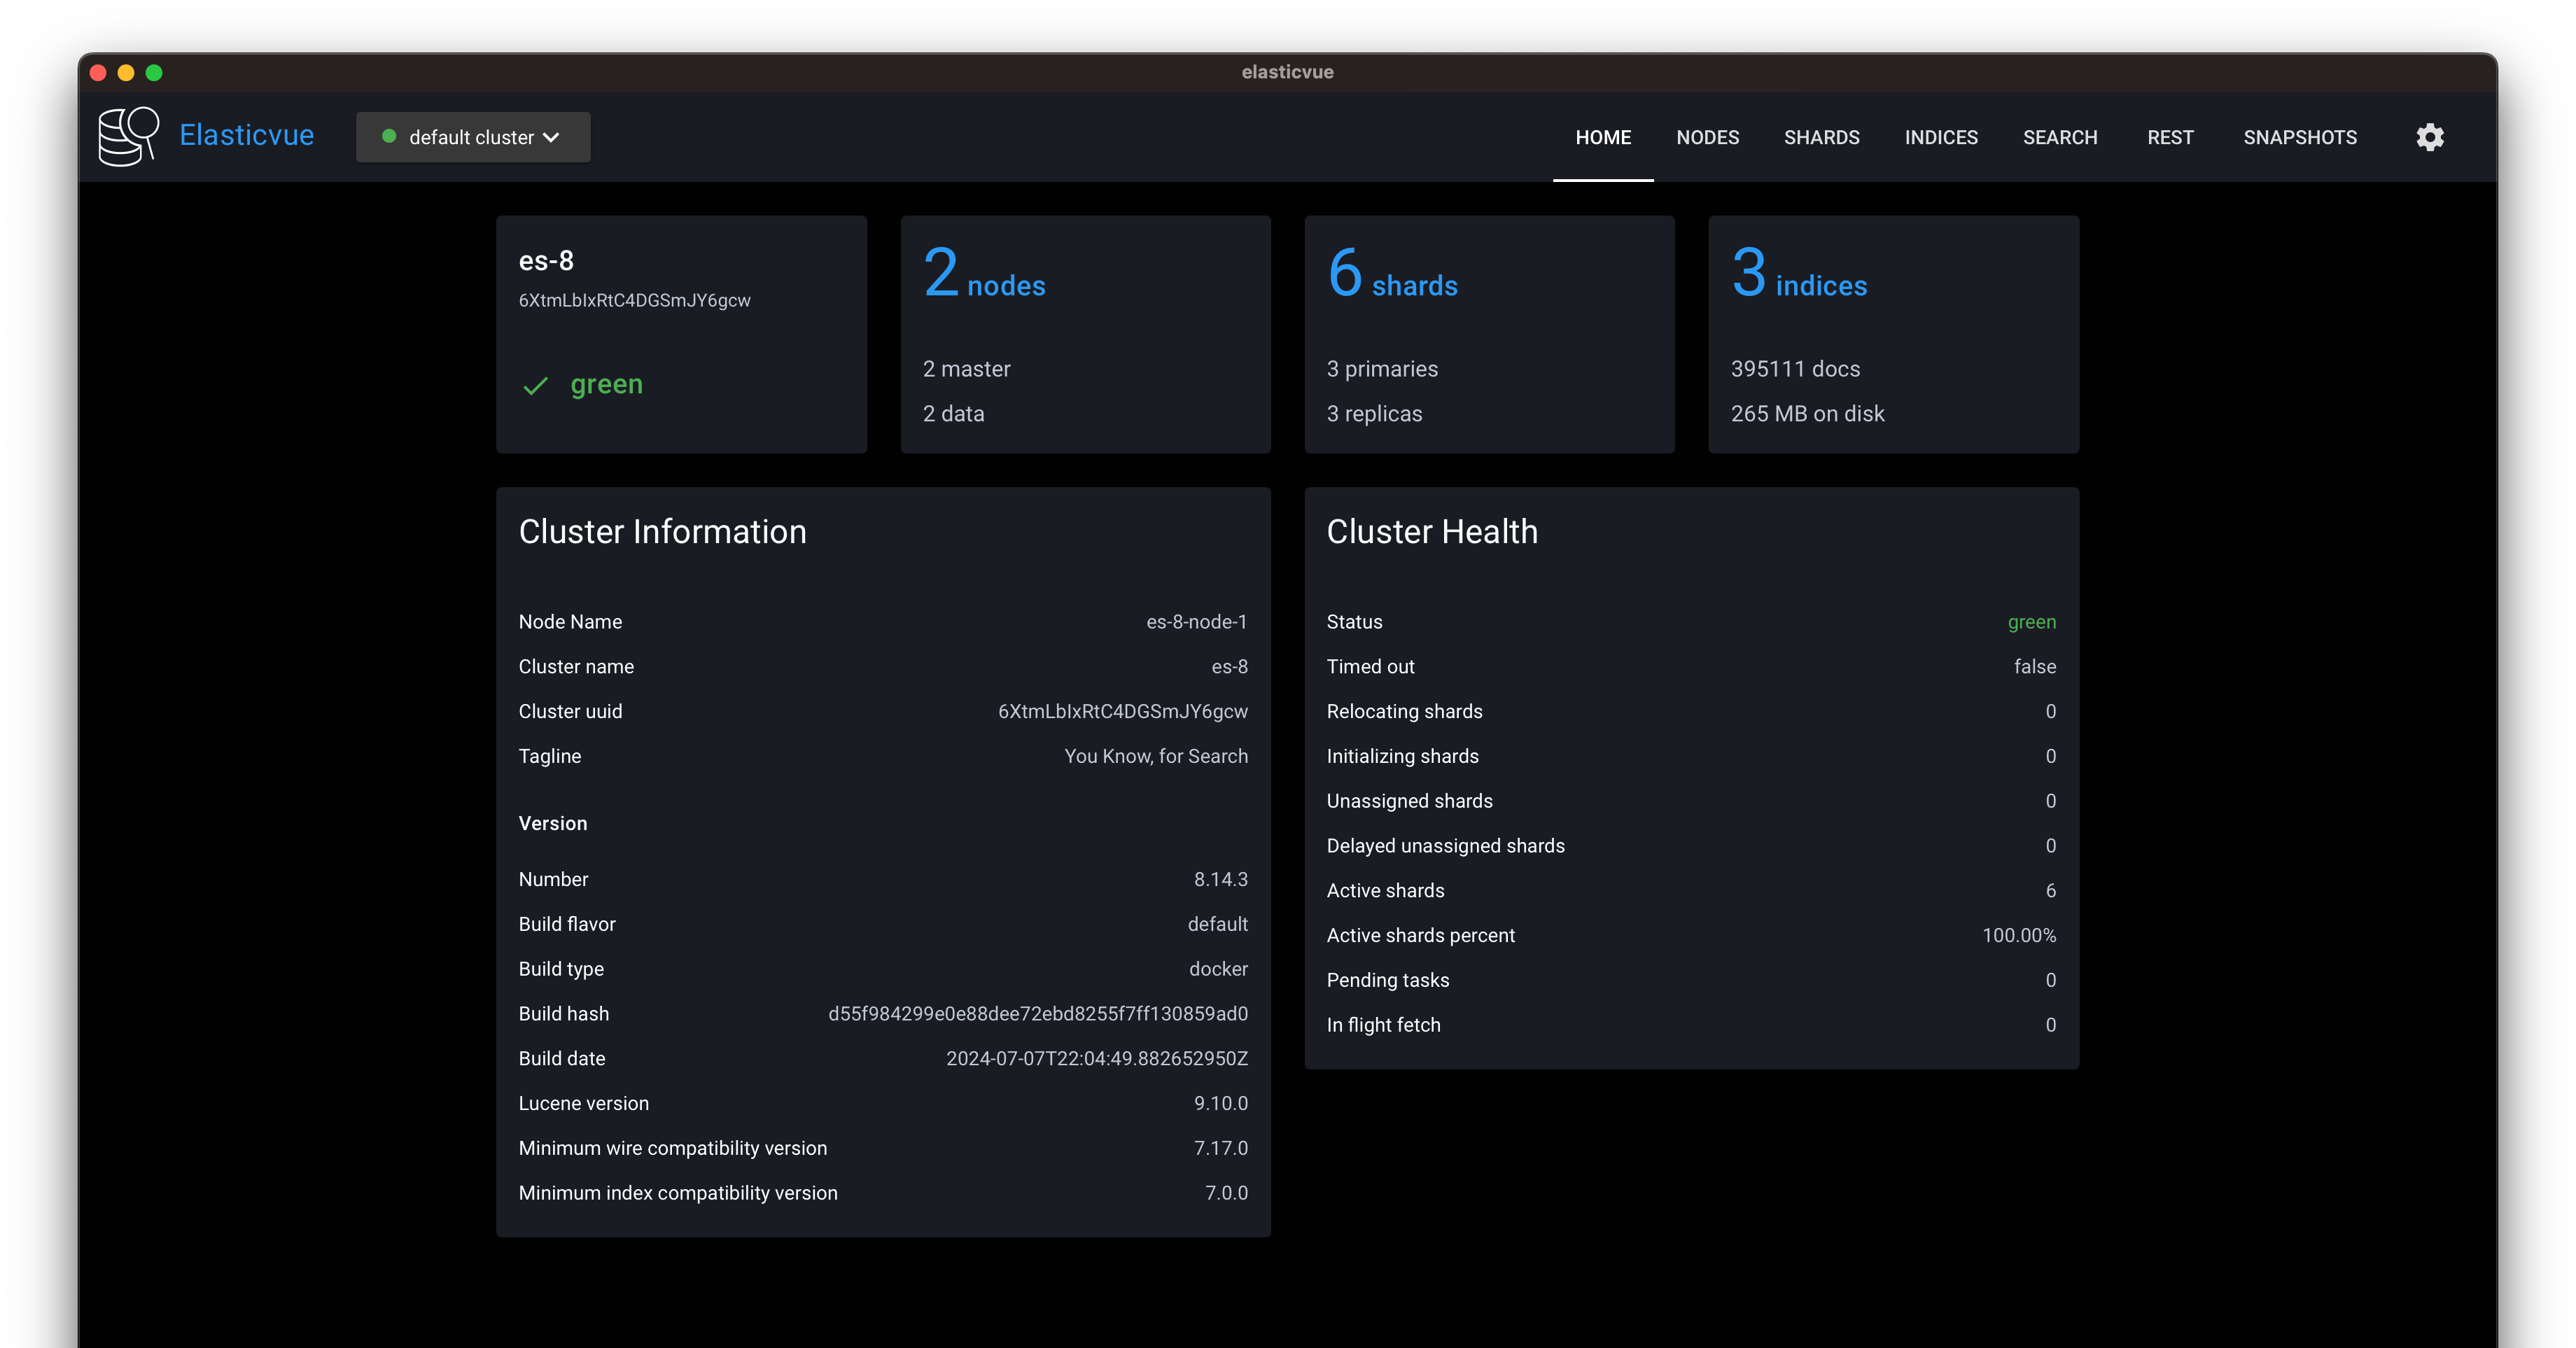 elasticvue
Elasticvue default cluster HOME NODES SHARDS INDICES SEARCH REST SNAPSHOTS
es-8
6XtmLbIxRtC4DGSmJY6gcw
green
2 nodes
2 master
2 data
6 shards
3 primaries
3 replicas
3 indices
395111 docs
265 MB on disk
Cluster Information
Node Name es-8-node-1
Cluster name es-8
Cluster uuid 6XtmLbIxRtC4DGSmJY6gcw
Tagline You Know, for Search
Version
Number 8.14.3
Build flavor default
Build type docker
Build hash d55f984299e0e88dee72ebd8255f7ff130859ad0
Build date 2024-07-07T22:04:49.882652950Z
Lucene version 9.10.0
Minimum wire compatibility version 7.17.0
Minimum index compatibility version 7.0.0
Cluster Health
Status green
Timed out false
Relocating shards 0
Initializing shards 0
Unassigned shards 0
Delayed unassigned shards 0
Active shards 6
Active shards percent 100.00%
Pending tasks 0
In flight fetch 0